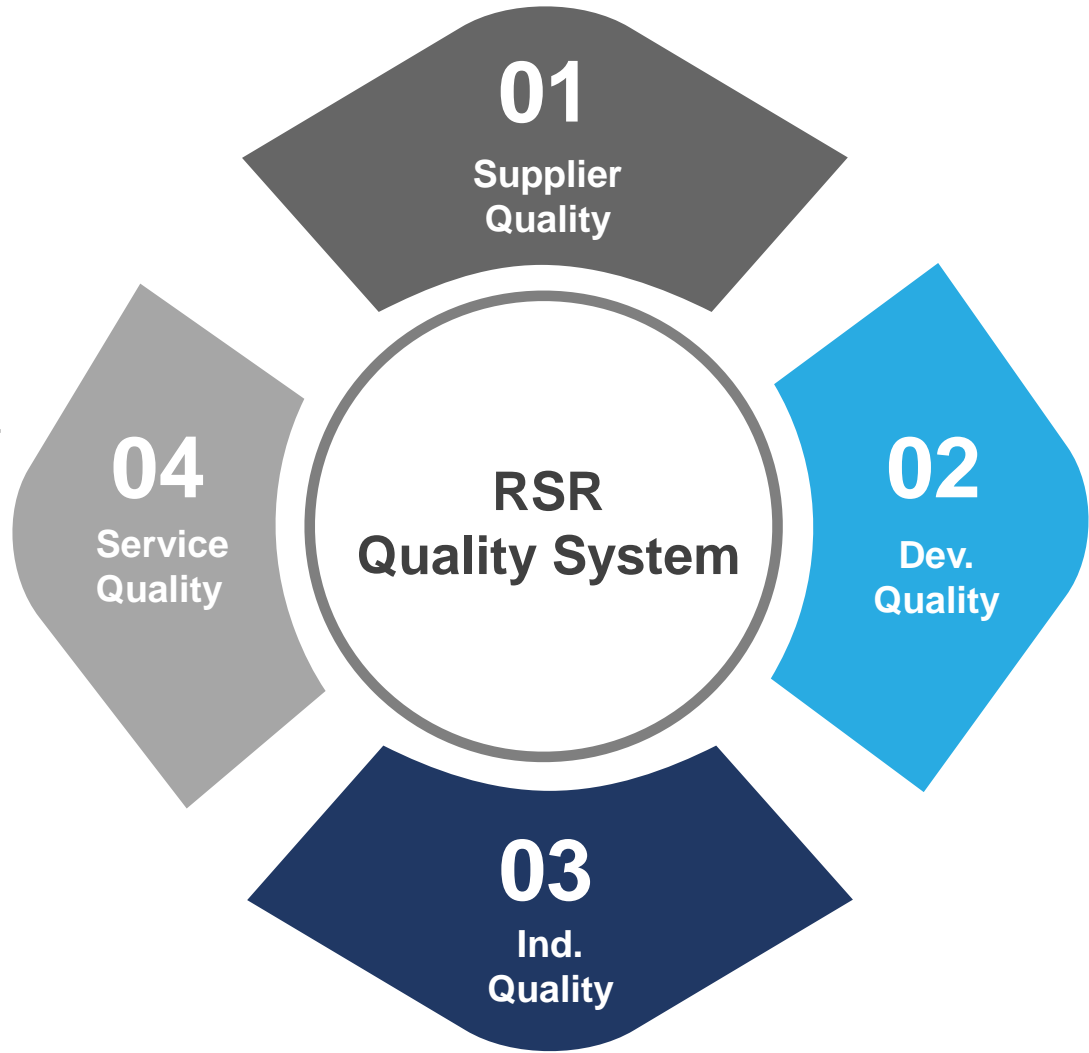 01
Supplier
Quality
02
Dev.
Quality
03
Ind.
Quality
04
Service
Quality
RSR
Quality System